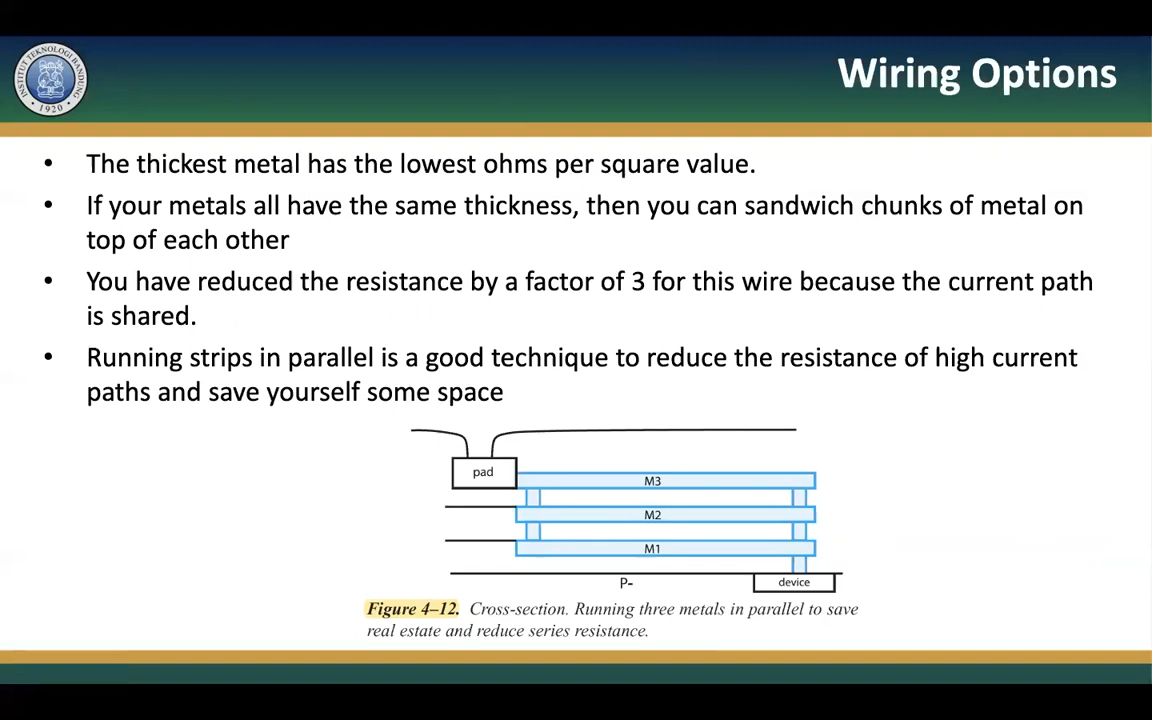 INSTITUT TEKNOLOGI BANDUNG
• 1920 •
Wiring Options
• The thickest metal has the lowest ohms per square value.
• If your metals all have the same thickness, then you can sandwich chunks of metal on
top of each other
• You have reduced the resistance by a factor of 3 for this wire because the current path
is shared.
• Running strips in parallel is a good technique to reduce the resistance of high current
paths and save yourself some space
pad
M3
M2
M1
P-
device
Figure 4–12. Cross-section. Running three metals in parallel to save
real estate and reduce series resistance.